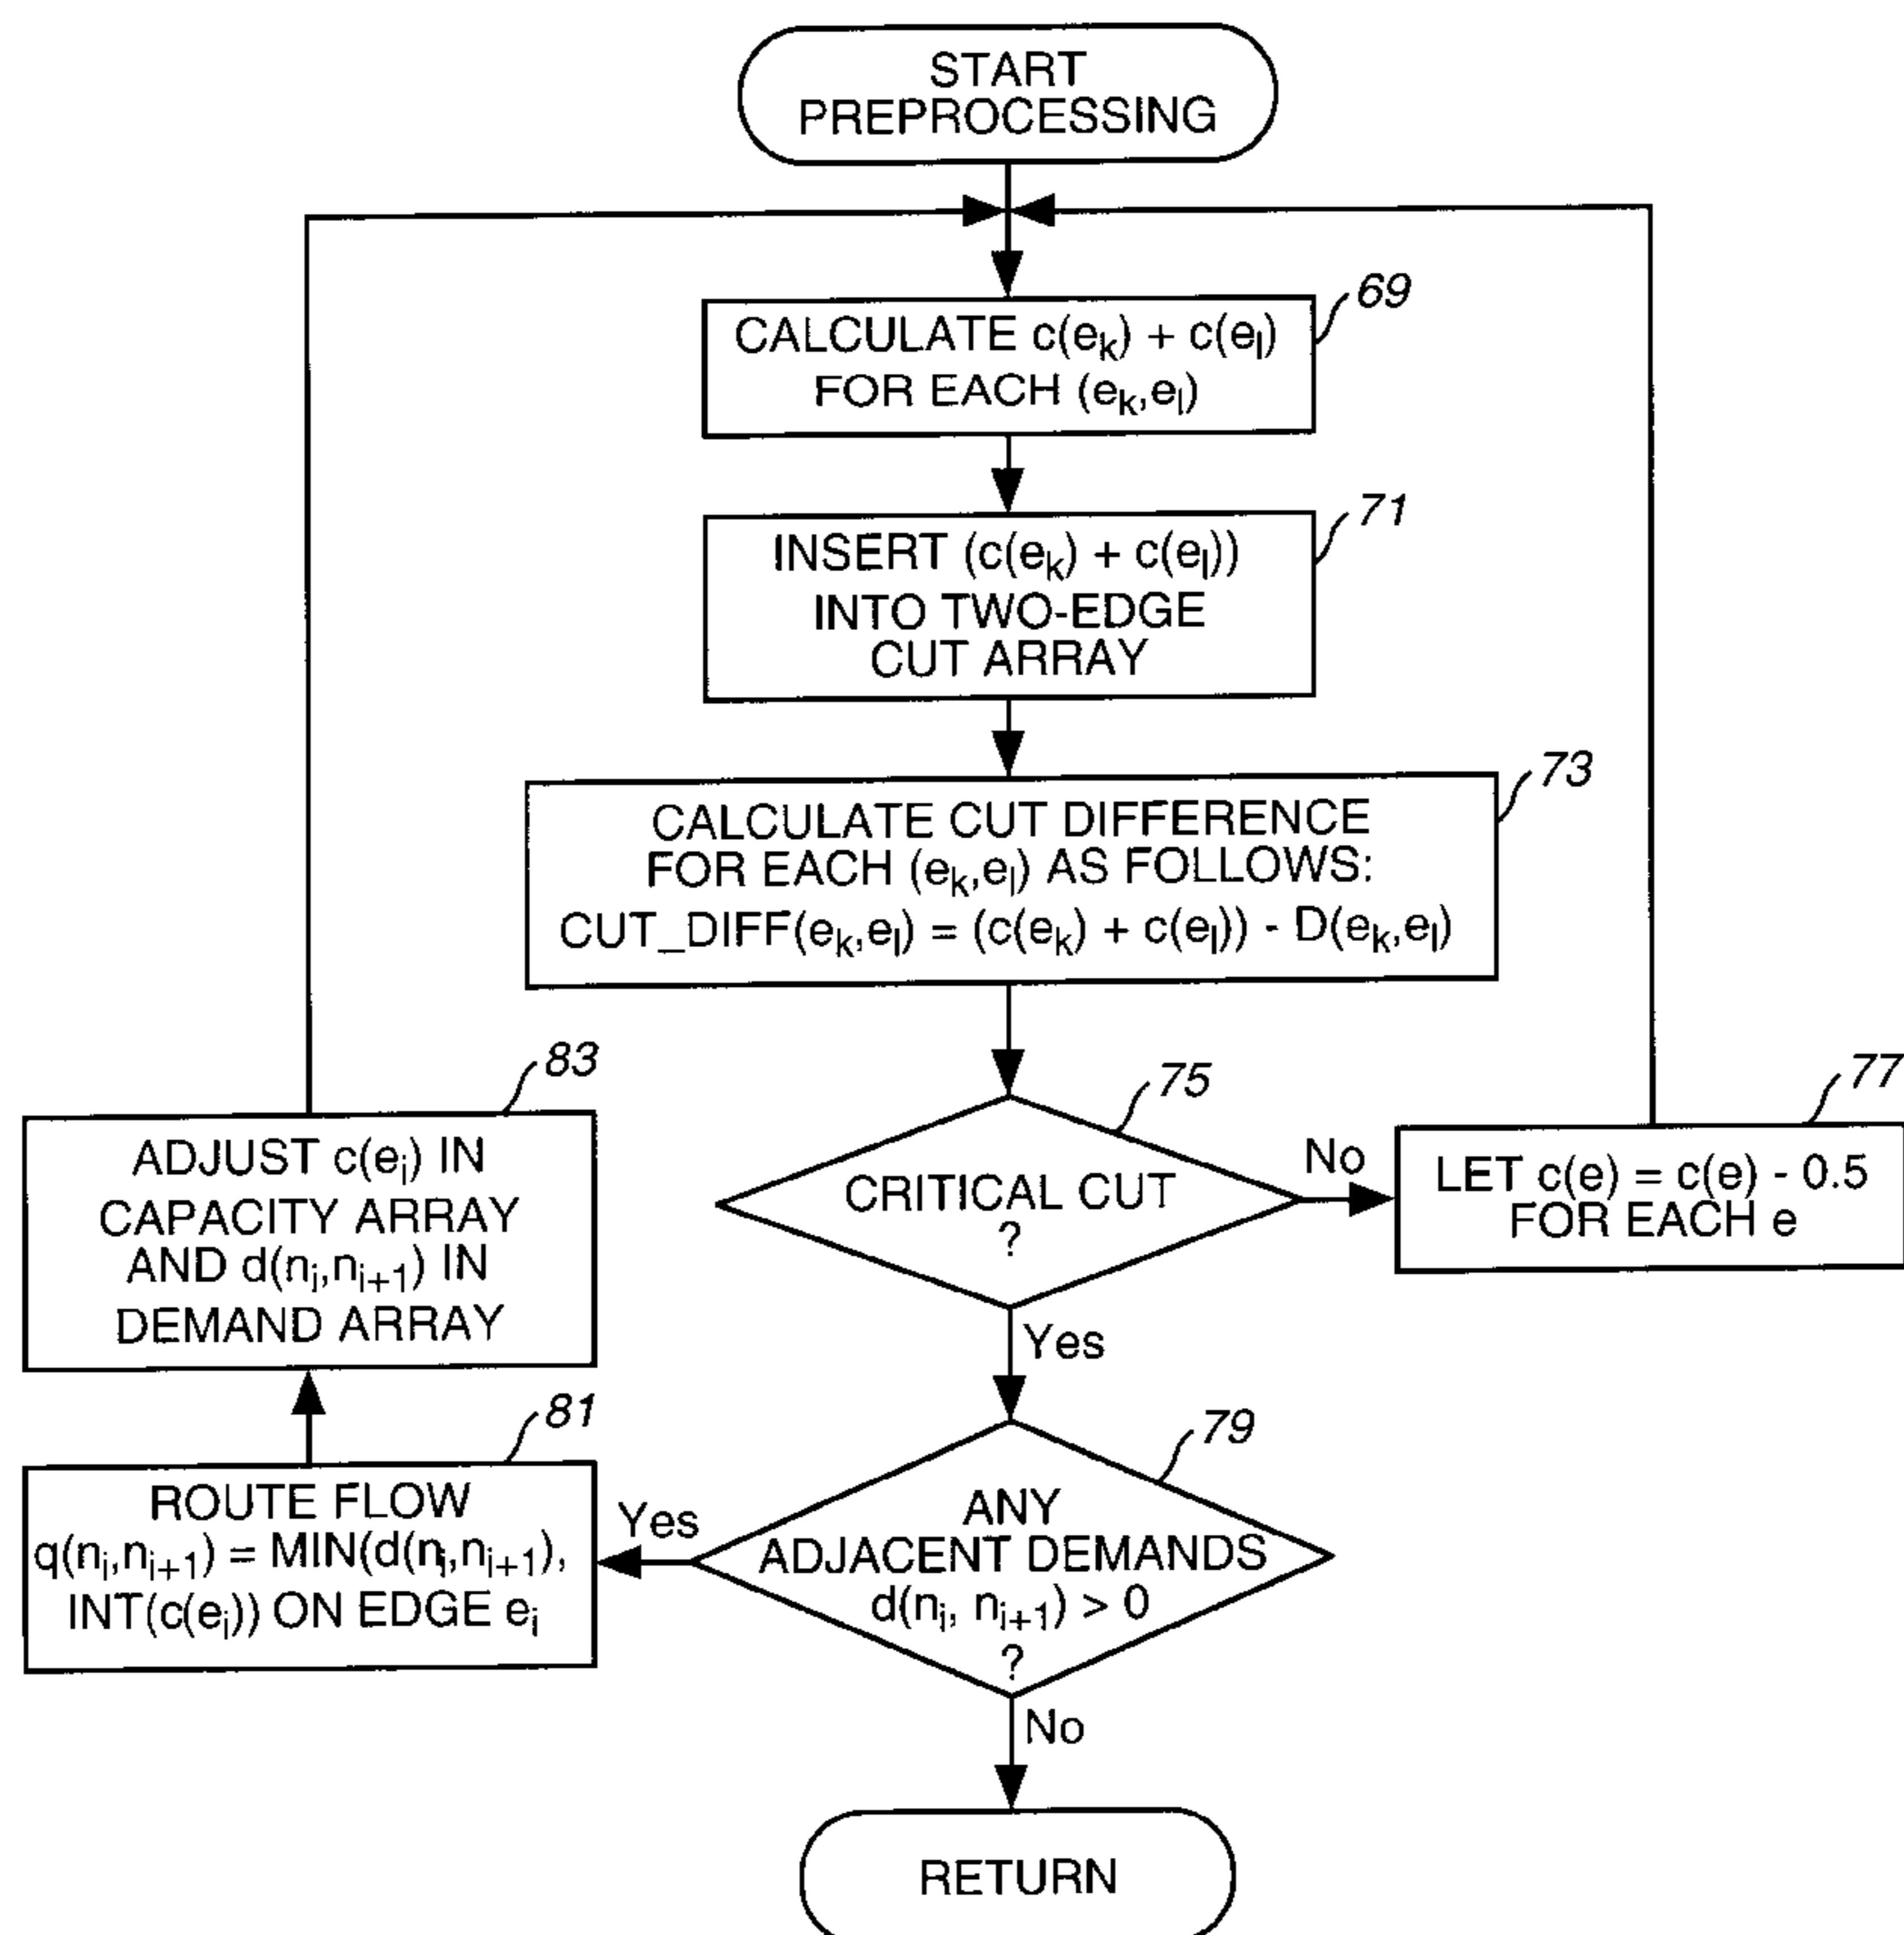 START
PREPROCESSING
69
CALCULATE c(eₖ) + c(eₗ)
FOR EACH (eₖ,eₗ)
71
INSERT (c(eₖ) + c(eₗ))
INTO TWO-EDGE
CUT ARRAY
73
CALCULATE CUT DIFFERENCE
FOR EACH (eₖ,eₗ) AS FOLLOWS:
CUT_DIFF(eₖ,eₗ) = (c(eₖ) + c(eₗ)) - D(eₖ,eₗ)
75
CRITICAL CUT
?
No
77
LET c(e) = c(e) - 0.5
FOR EACH e
Yes
79
ANY
ADJACENT DEMANDS
d(nᵢ, nᵢ₊₁) > 0
?
Yes
81
ROUTE FLOW
q(nᵢ,nᵢ₊₁) = MIN(d(nᵢ,nᵢ₊₁),
INT(c(eᵢ)) ON EDGE eᵢ
83
ADJUST c(eᵢ) IN
CAPACITY ARRAY
AND d(nᵢ,nᵢ₊₁) IN
DEMAND ARRAY
No
RETURN